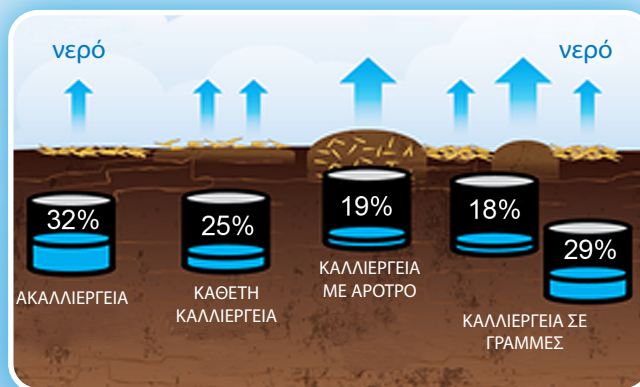 νερό
νερό
32%
25%
19%
18%
29%
ΑΚΑΛΛΙΕΡΓΕΙΑ
ΚΑΘΕΤΗ
ΚΑΛΛΙΕΡΓΕΙΑ
ΚΑΛΛΙΕΡΓΕΙΑ
ΜΕ ΑΡΟΤΡΟ
ΚΑΛΛΙΕΡΓΕΙΑ ΣΕ
ΓΡΑΜΜΕΣ